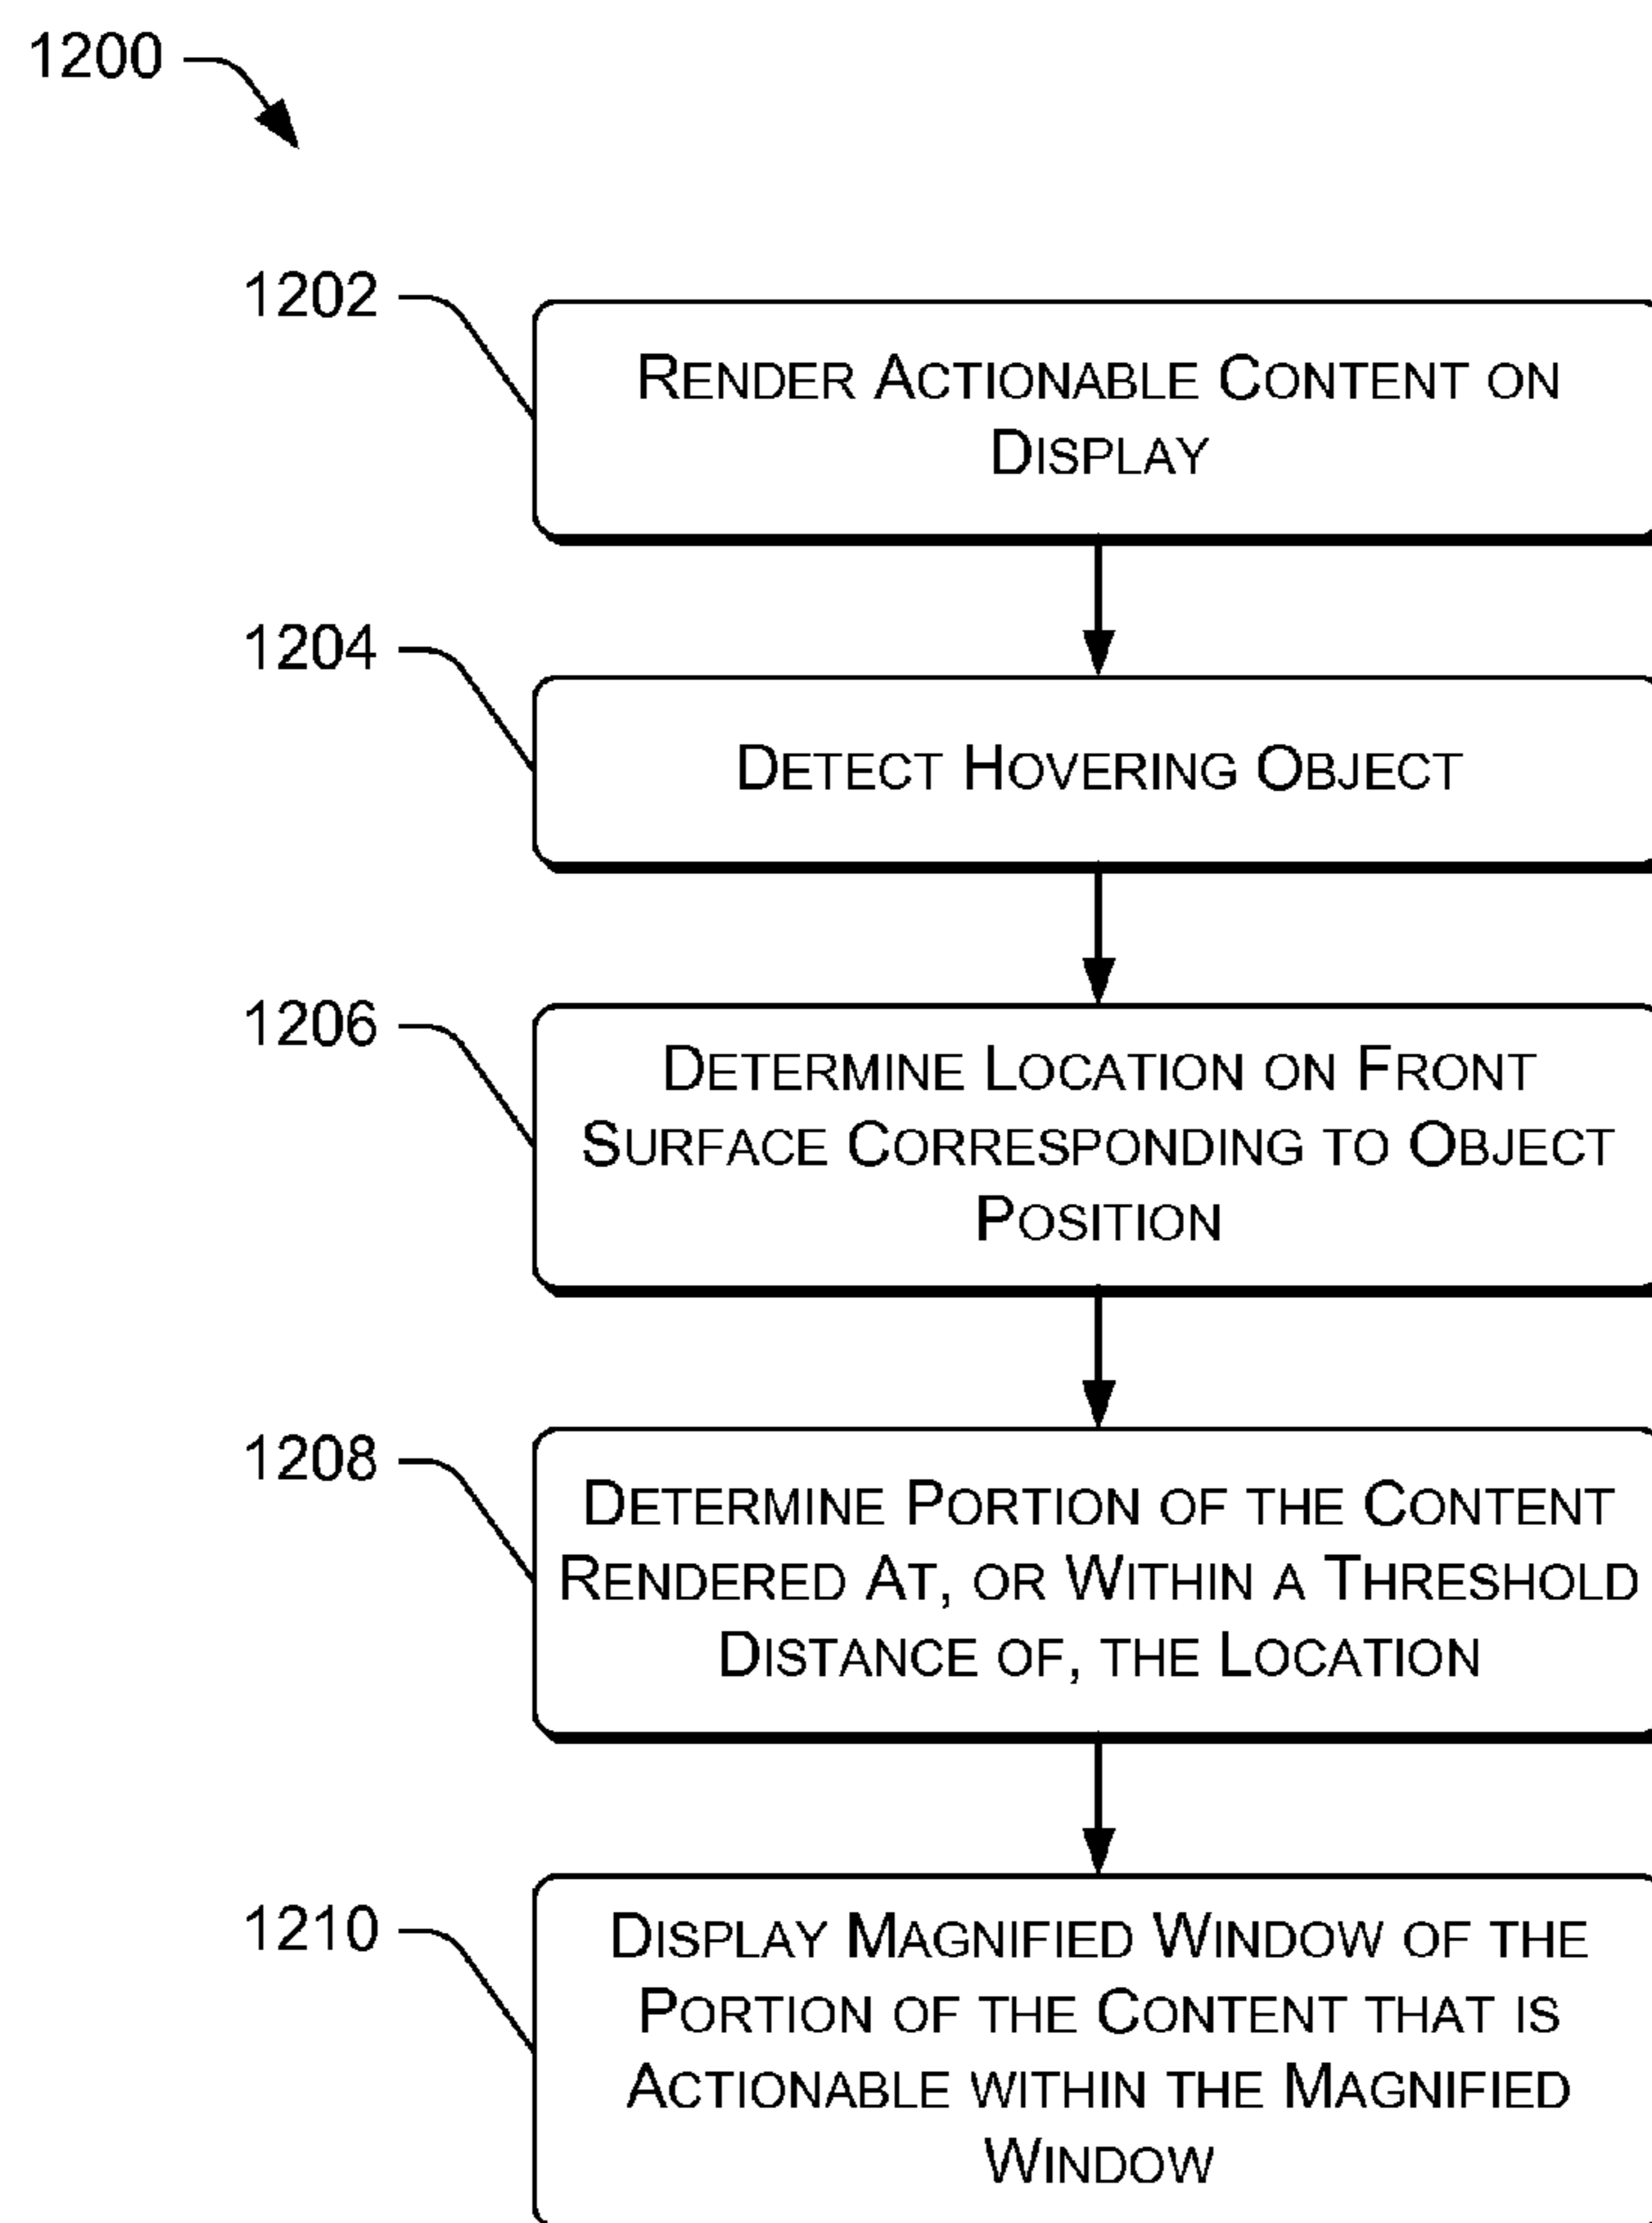 1200
1202
RENDER ACTIONABLE CONTENT ON
DISPLAY
1204
DETECT HOVERING OBJECT
1206
DETERMINE LOCATION ON FRONT
SURFACE CORRESPONDING TO OBJECT
POSITION
1208
DETERMINE PORTION OF THE CONTENT
RENDERED AT, OR WITHIN A THRESHOLD
DISTANCE OF, THE LOCATION
1210
DISPLAY MAGNIFIED WINDOW OF THE
PORTION OF THE CONTENT THAT IS
ACTIONABLE WITHIN THE MAGNIFIED
WINDOW